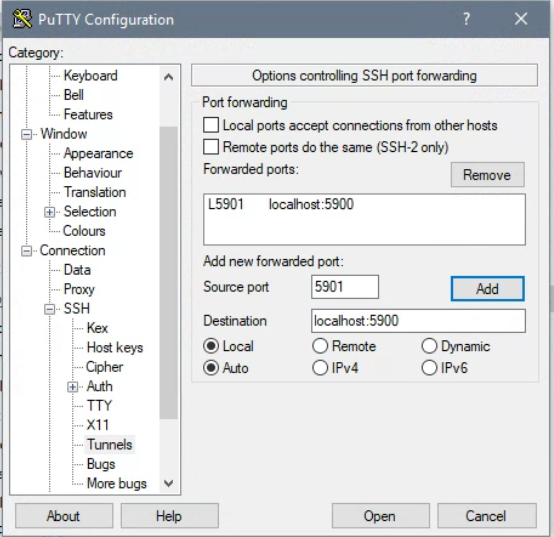 PuTTY Configuration
? ×
Category:
Keyboard
Bell
Features
Window
Appearance
Behaviour
Translation
Selection
Colours
Connection
Data
Proxy
SSH
Kex
Host keys
Cipher
Auth
TTY
X11
Tunnels
Bugs
More bugs
Options controlling SSH port forwarding
Port forwarding
Local ports accept connections from other hosts
Remote ports do the same (SSH-2 only)
Forwarded ports:
Remove
L5901 localhost:5900
Add new forwarded port:
Source port 5901 Add
Destination localhost:5900
Local Remote Dynamic
Auto IPv4 IPv6
About Help Open Cancel